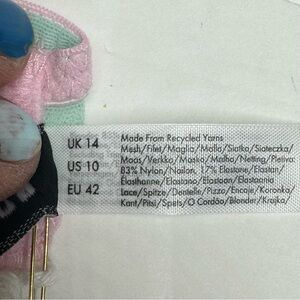 UK 14
US 10
EU 42
Made From Recycled Yarns
Mesh/Filet/Maglia/Malla/Siatko/Siateczka/
Maas/Verkko/Maska/Malha/Netting/Pletivo:
83% Nylon/Nailon, 17% Elastane/Elastan/
Élasthanne/Elastano/Elastaan/Elastaania
Lace/Spitze/Dentelle/Pizzo/Encaje/Koronka/
Kant/Pitsi/Spets/O Cordão/Blonder/Krajka/